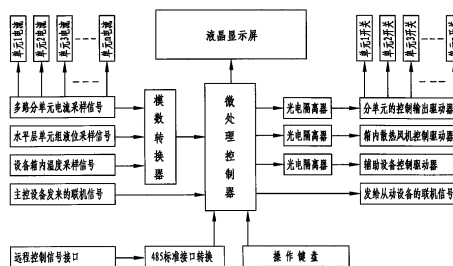 单元1电流
单元2电流
单元3电流
单元n电流
液晶显示屏
单元1开关
单元2开关
单元3开关
多路分单元电流采样信号
水平层单元组液位采样信号
设备箱内温度采样信号
主控设备发来的联机信号
模数转换器
微处理控制器
光电隔离器
光电隔离器
光电隔离器
分单元的控制输出驱动器
箱内散热风机控制驱动器
辅助设备控制驱动器
发给从动设备的联机信号
远程控制信号接口
485标准接口转换
操作键盘